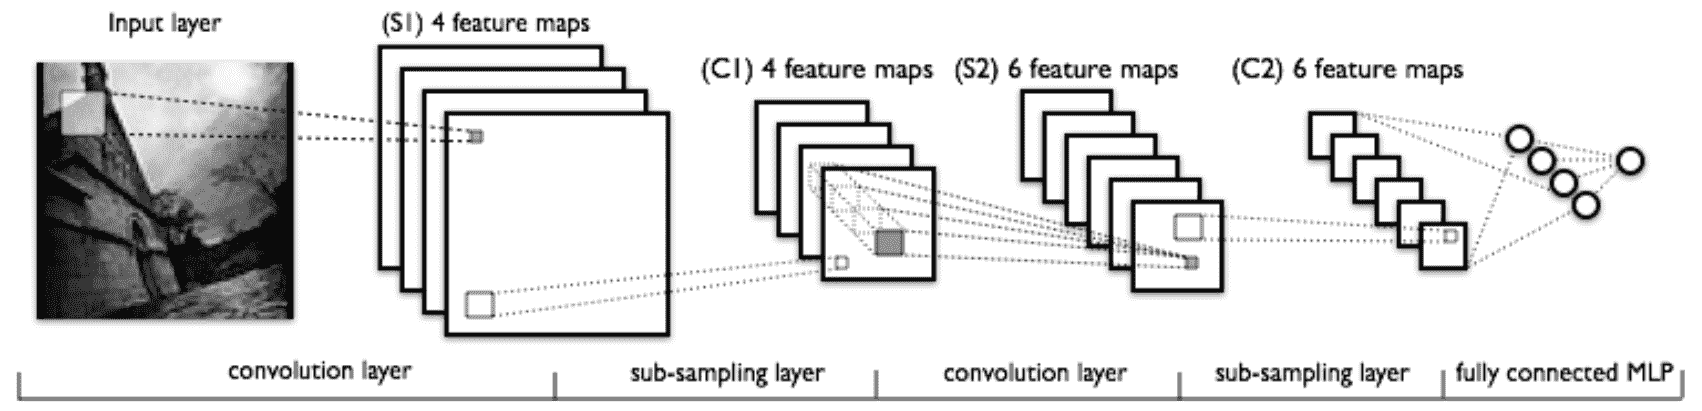 Input layer
(S1) 4 feature maps
(C1) 4 feature maps
(S2) 6 feature maps
(C2) 6 feature maps
convolution layer
sub-sampling layer
convolution layer
sub-sampling layer
fully connected MLP